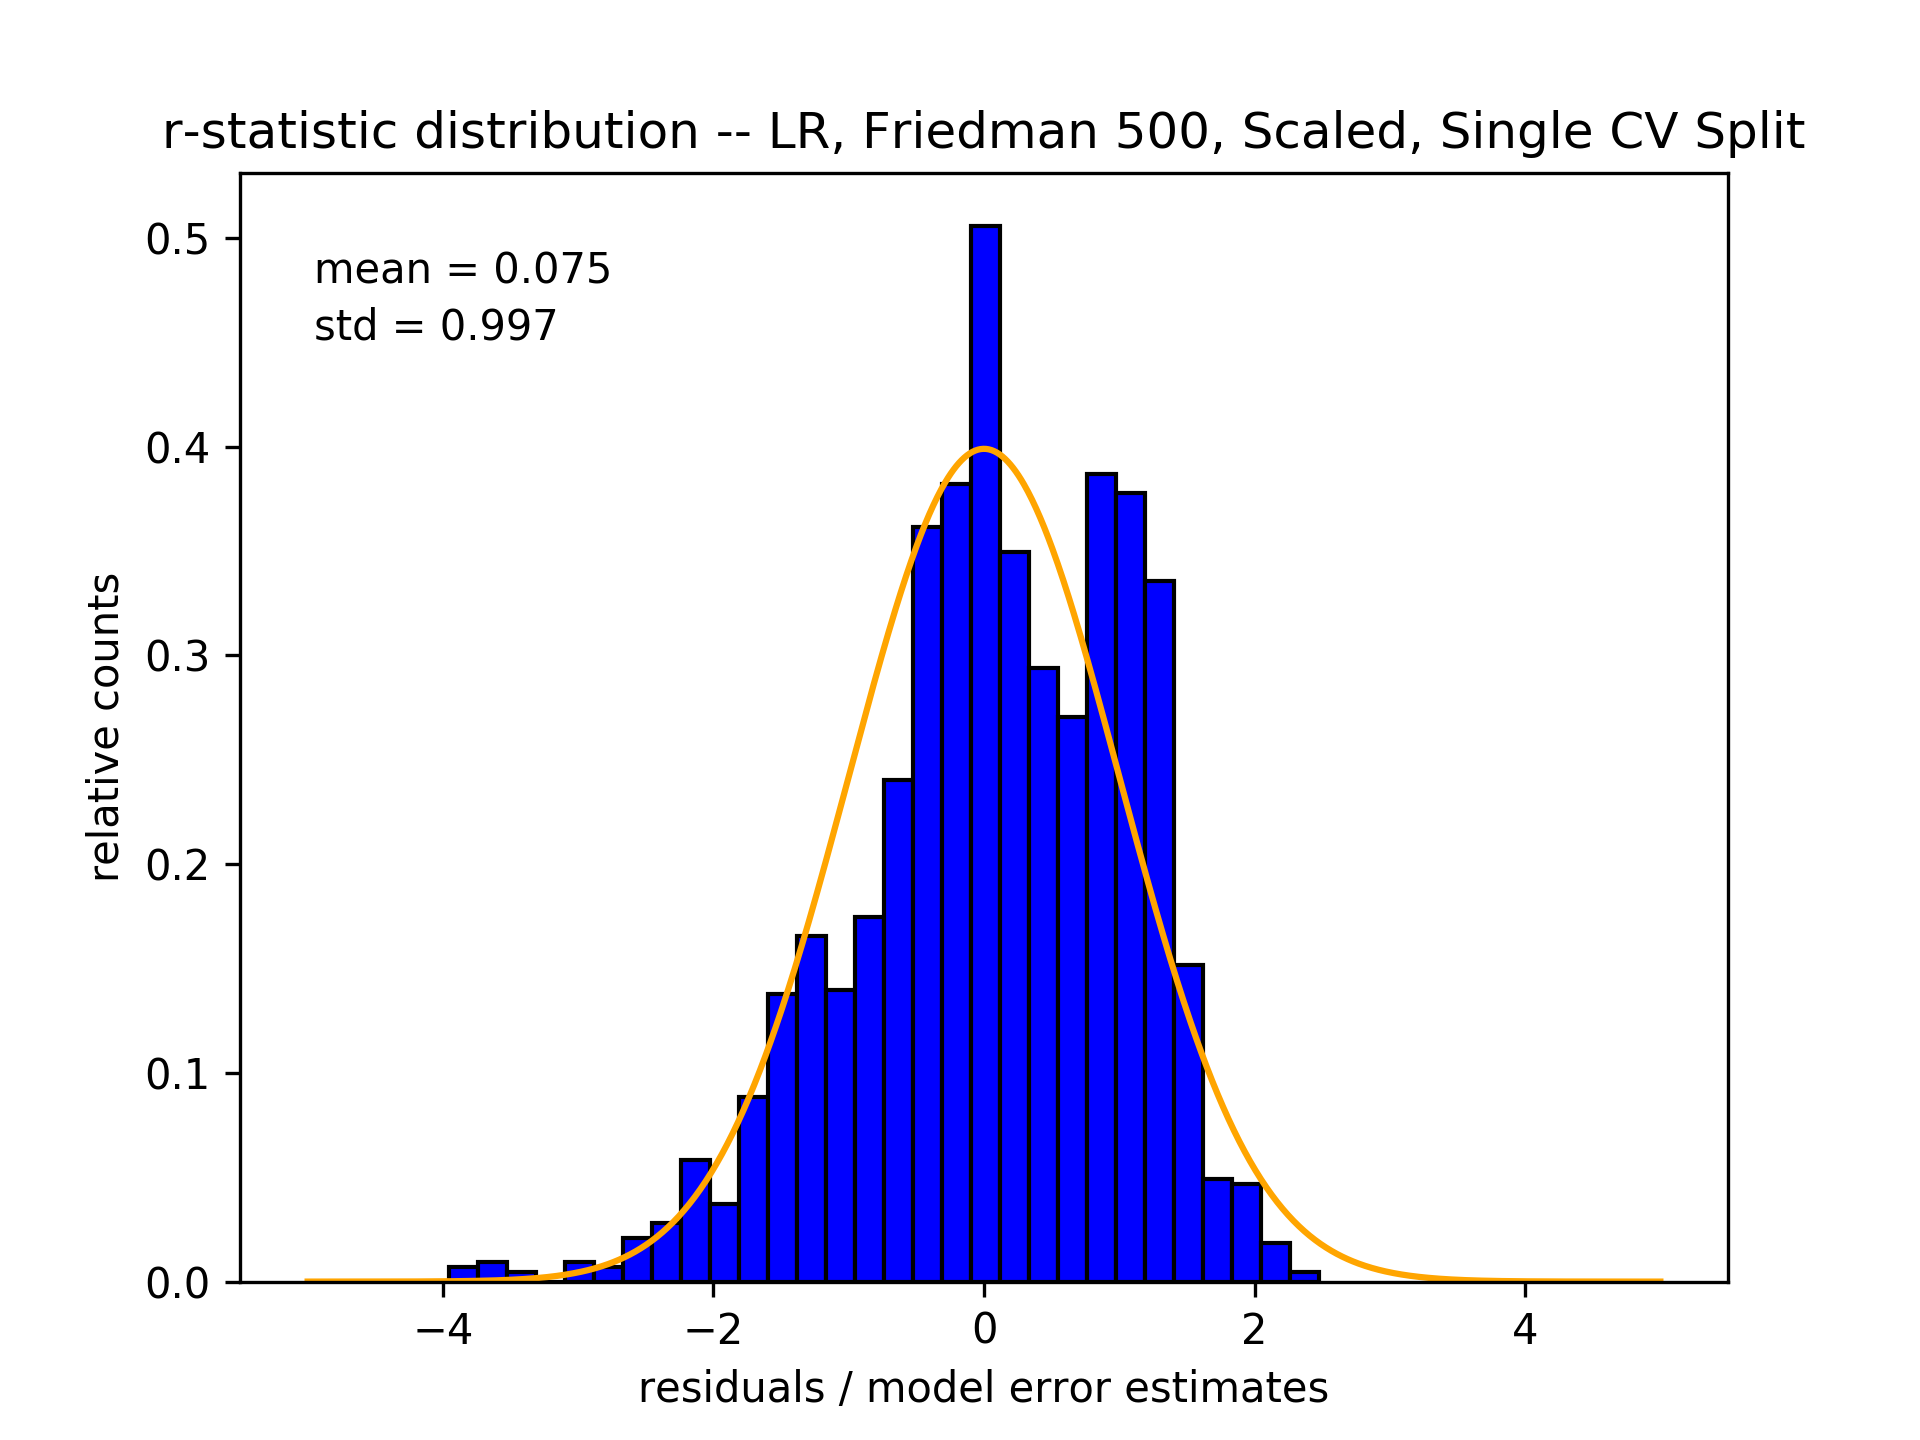 r-statistic distribution -- LR, Friedman 500, Scaled, Single CV Split
mean = 0.075
std = 0.997
relative counts
0.5
0.4
0.3
0.2
0.1
0.0
−4 −2 0 2 4
residuals / model error estimates